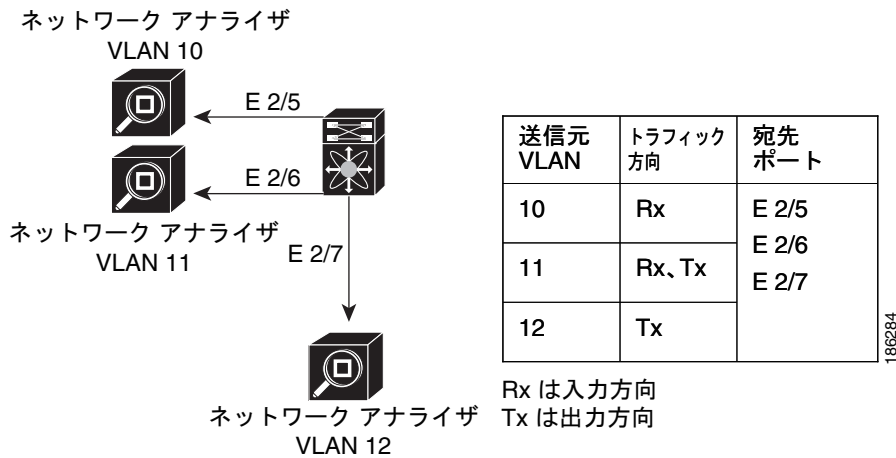 ネットワーク アナライザ
VLAN 10
E 2/5
E 2/6
ネットワーク アナライザ
VLAN 11
E 2/7
ネットワーク アナライザ
VLAN 12
送信元
VLAN
トラフィック
方向
宛先
ポート
10
Rx
E 2/5
E 2/6
E 2/7
11
Rx、Tx
12
Tx
Rx は入力方向
Tx は出力方向
186284